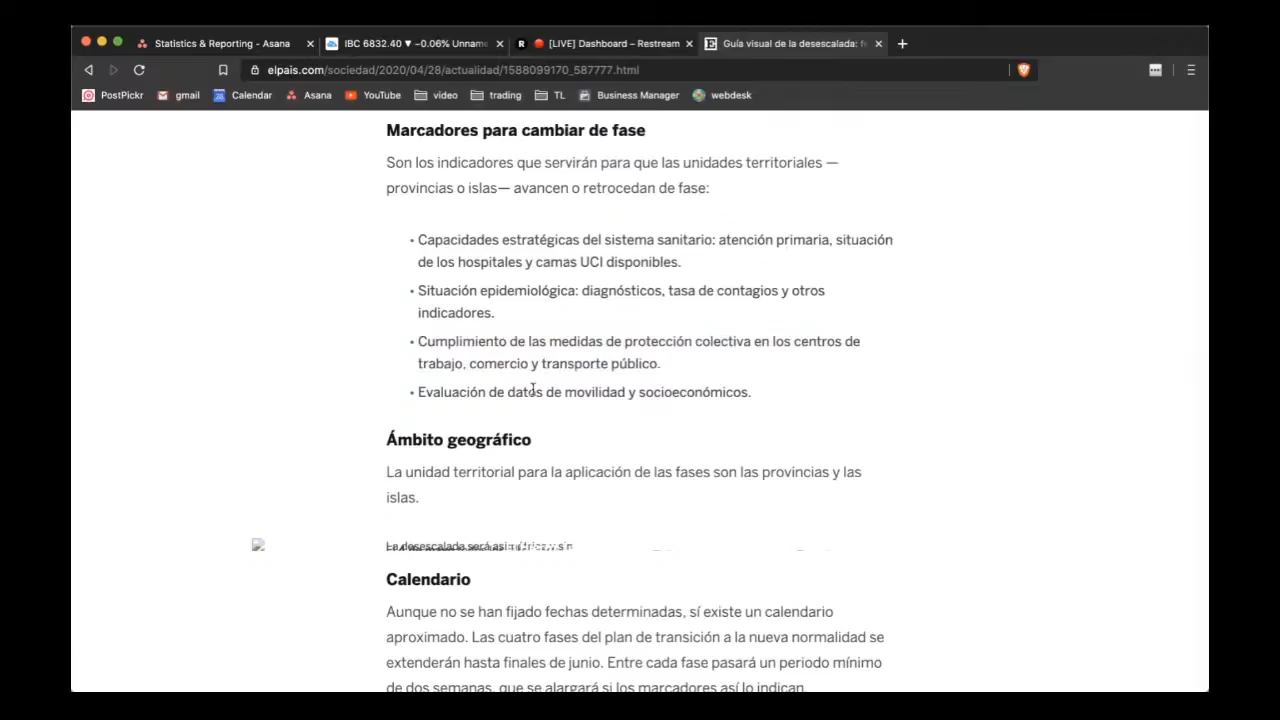 Statistics & Reporting - Asana
IBC 6832.40 ▼ −0.06% Unname
[LIVE] Dashboard – Restream
Guía visual de la desescalada: f
elpais.com/sociedad/2020/04/28/actualidad/1588099170_587777.html
PostPickr gmail Calendar Asana YouTube video trading TL Business Manager webdesk
Marcadores para cambiar de fase
Son los indicadores que servirán para que las unidades territoriales —
provincias o islas— avancen o retrocedan de fase:
• Capacidades estratégicas del sistema sanitario: atención primaria, situación
de los hospitales y camas UCI disponibles.
• Situación epidemiológica: diagnósticos, tasa de contagios y otros
indicadores.
• Cumplimiento de las medidas de protección colectiva en los centros de
trabajo, comercio y transporte público.
• Evaluación de datos de movilidad y socioeconómicos.
Ámbito geográfico
La unidad territorial para la aplicación de las fases son las provincias y las
islas.
La desescalada será
Calendario
Aunque no se han fijado fechas determinadas, sí existe un calendario
aproximado. Las cuatro fases del plan de transición a la nueva normalidad se
extenderán hasta finales de junio. Entre cada fase pasará un periodo mínimo
de dos semanas, que se alargará si los marcadores así lo indican.